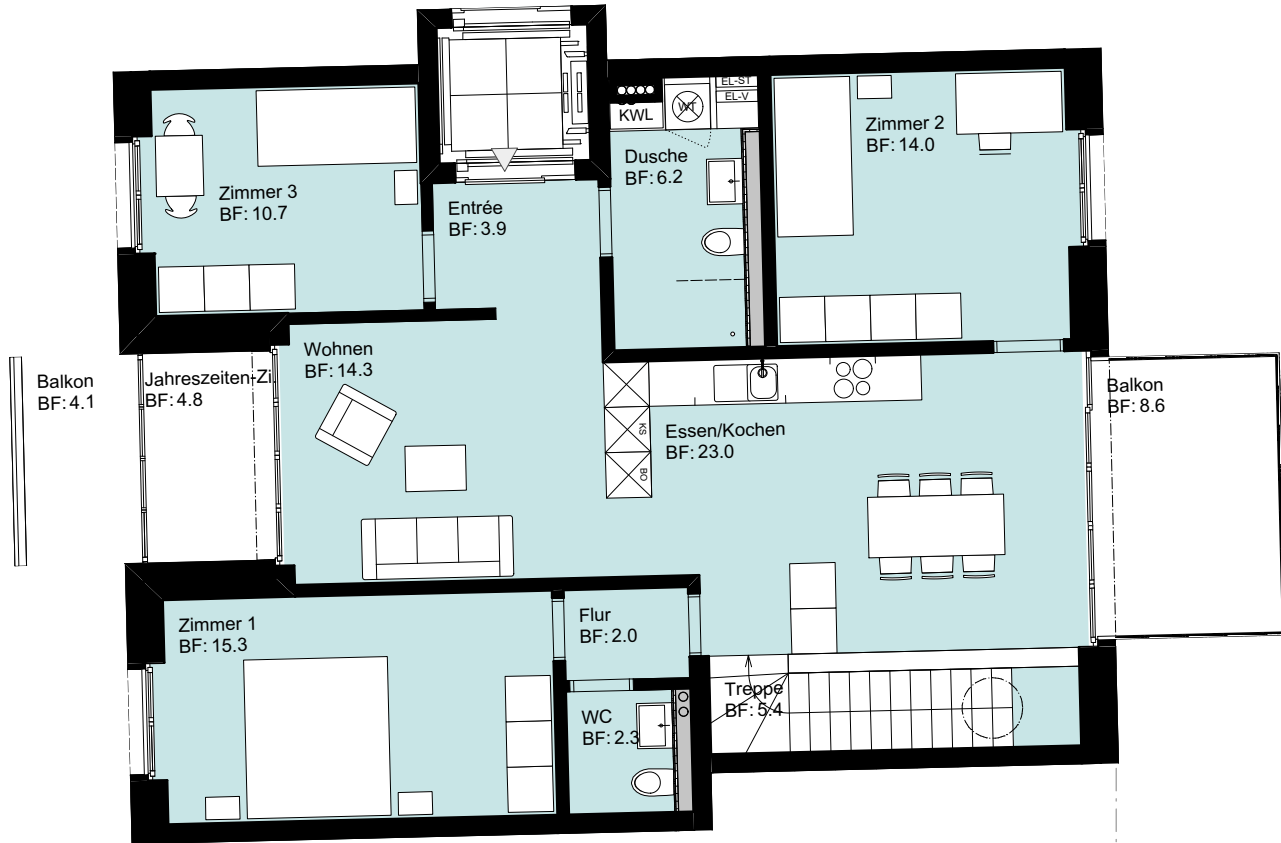 EL-ST
EL-V
KWL
WT
Zimmer 2
BF: 14.0
Dusche
BF: 6.2
Zimmer 3
BF: 10.7
Entrée
BF: 3.9
Wohnen
BF: 14.3
Balkon
BF: 4.1
Jahreszeiten-Zi.
BF: 4.8
Balkon
BF: 8.6
KS
BO
Essen/Kochen
BF: 23.0
Zimmer 1
BF: 15.3
Flur
BF: 2.0
Treppe
BF: 5.4
WC
BF: 2.3